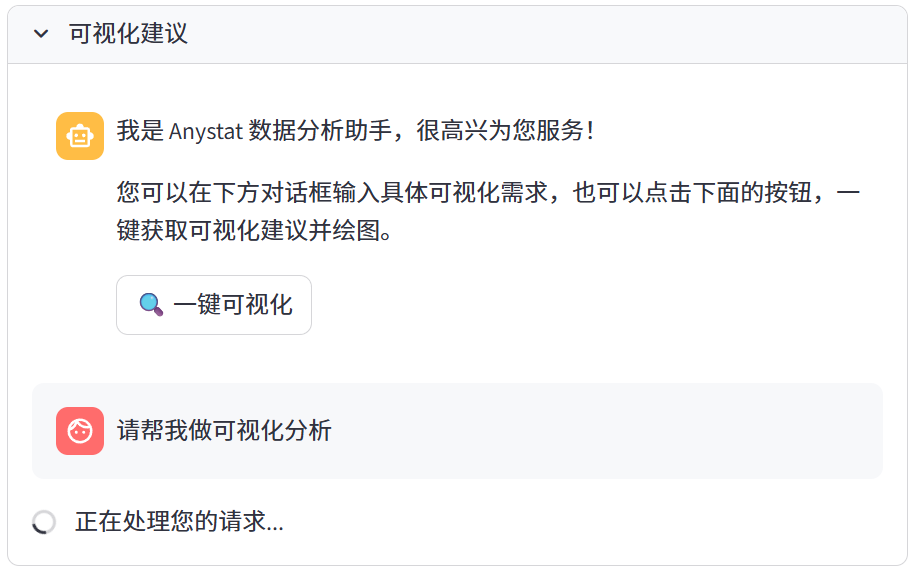 可视化建议
我是 Anystat 数据分析助手，很高兴为您服务！
您可以在下方对话框输入具体可视化需求，也可以点击下面的按钮，一
键获取可视化建议并绘图。
一键可视化
请帮我做可视化分析
正在处理您的请求...